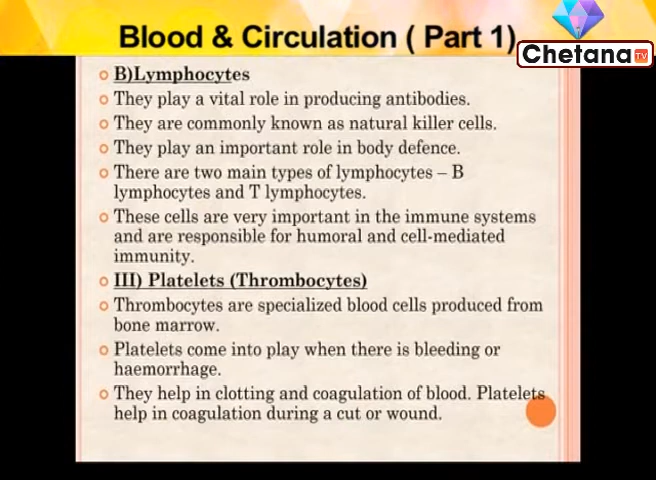 Blood & Circulation ( Part 1)
Chetana TV
B)Lymphocytes
They play a vital role in producing antibodies.
They are commonly known as natural killer cells.
They play an important role in body defence.
There are two main types of lymphocytes – B
lymphocytes and T lymphocytes.
These cells are very important in the immune systems
and are responsible for humoral and cell-mediated
immunity.
III) Platelets (Thrombocytes)
Thrombocytes are specialized blood cells produced from
bone marrow.
Platelets come into play when there is bleeding or
haemorrhage.
They help in clotting and coagulation of blood. Platelets
help in coagulation during a cut or wound.